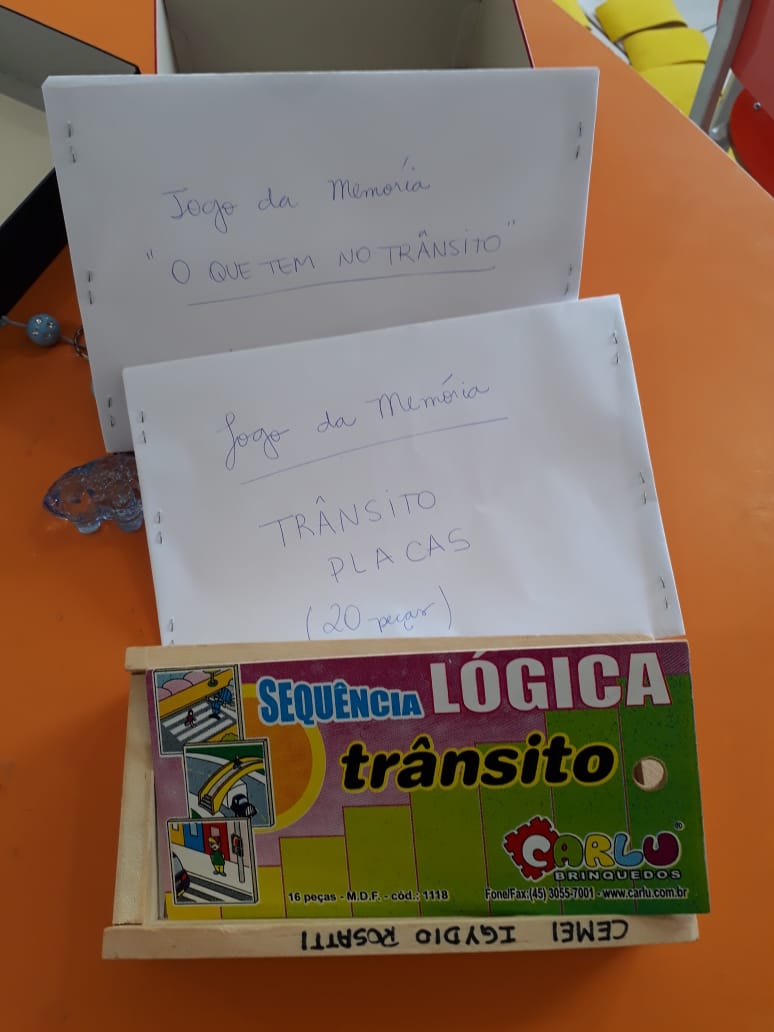 Jogo da Memória
"O QUE TEM NO TRÂNSITO"
Jogo da Memória
TRÂNSITO
PLACAS
(20 peças)
SEQUÊNCIA LÓGICA
trânsito
CARLU®
BRINQUEDOS
16 peças - M.D.F. - cód.: 1118
Fone/Fax:(45) 3055-7001 - www.carlu.com.br
CEMEI IGYDIO ROSATTI